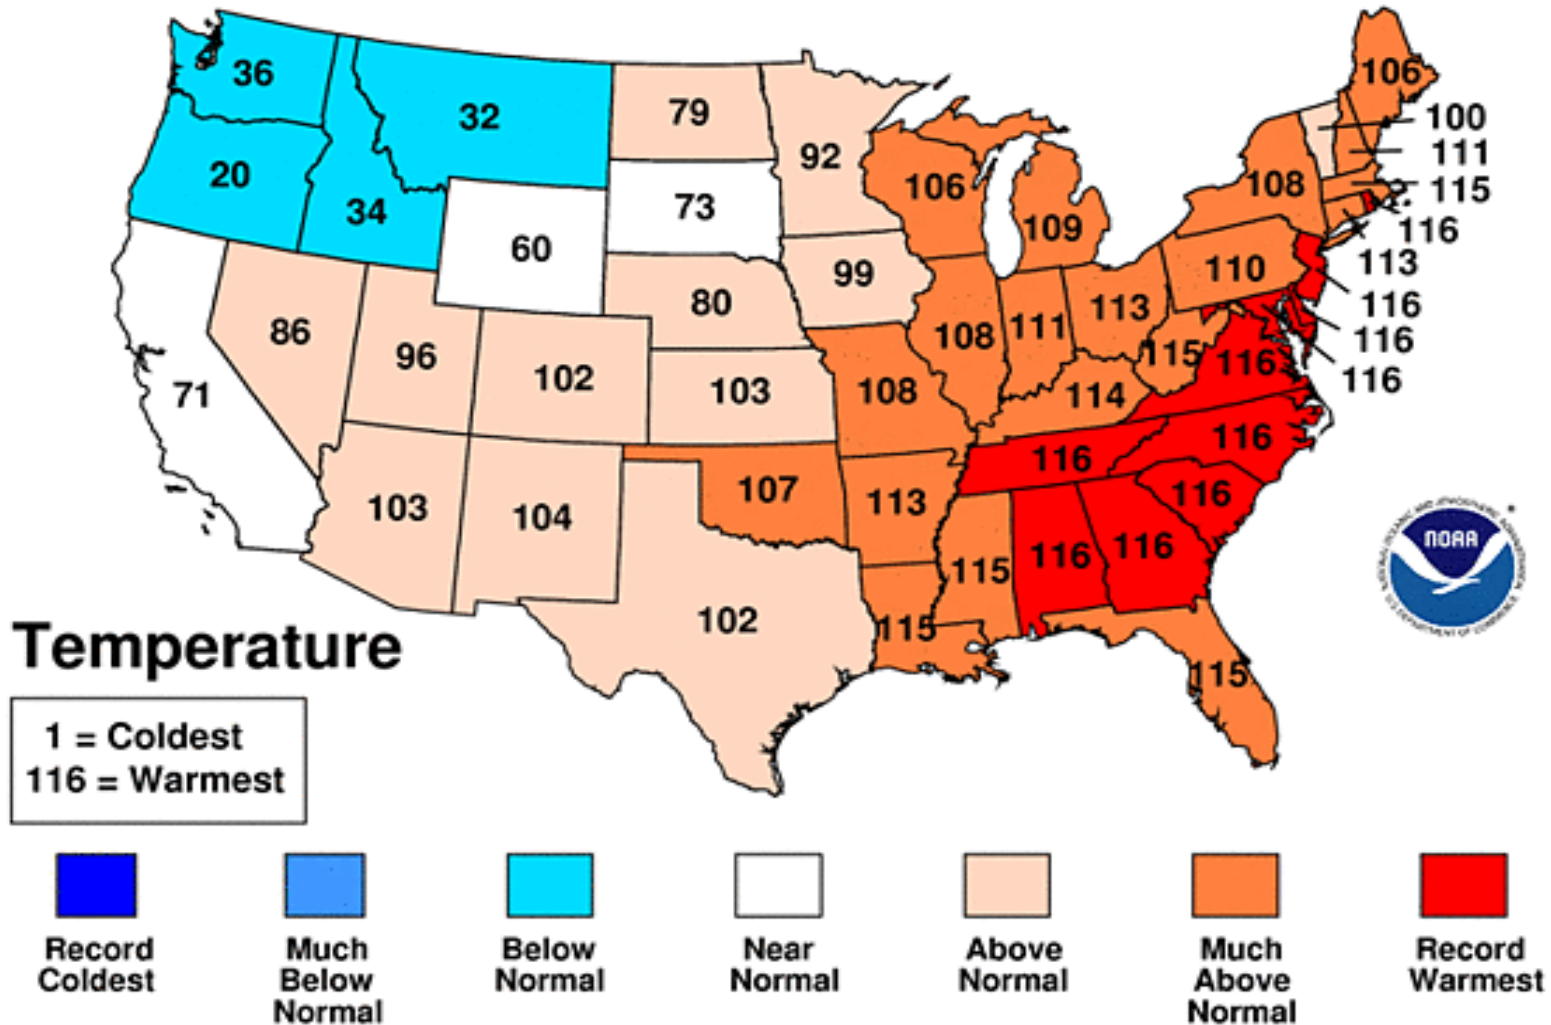 36
32
79
92
106
100
111
115
116
113
116
116
116
20
34
60
73
99
106
109
108
110
86
96
102
80
103
108
108
111
113
115
116
114
71
103
104
107
113
116
116
116
102
115
115
116
116
115
NOAA
Temperature
1 = Coldest
116 = Warmest
Record
Coldest
Much
Below
Normal
Below
Normal
Near
Normal
Above
Normal
Much
Above
Normal
Record
Warmest